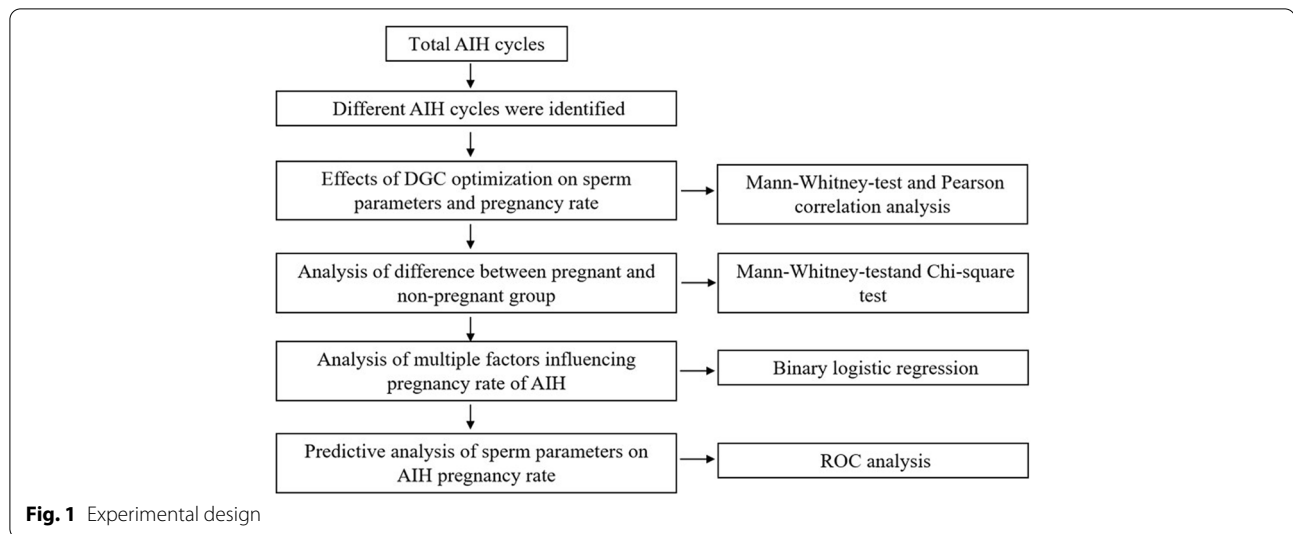 Total AIH cycles
Different AIH cycles were identified
Effects of DGC optimization on sperm
parameters and pregnancy rate
Mann-Whitney-test and Pearson
correlation analysis
Analysis of difference between pregnant and
non-pregnant group
Mann-Whitney-testand Chi-square
test
Analysis of multiple factors influencing
pregnancy rate of AIH
Binary logistic regression
Predictive analysis of sperm parameters on
AIH pregnancy rate
ROC analysis
Fig. 1 Experimental design